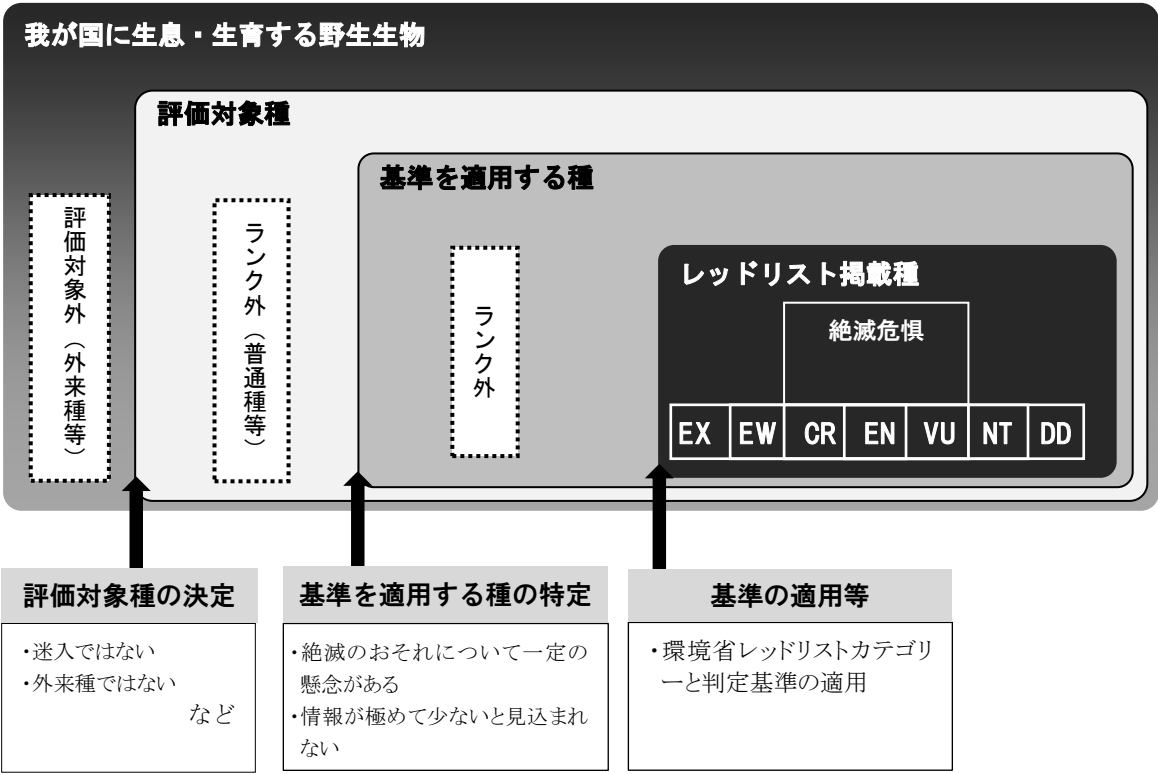 我が国に生息・生育する野生生物
評価対象種
基準を適用する種
評価対象外（外来種等）
ランク外（普通種等）
ランク外
レッドリスト掲載種
絶滅危惧
EX EW CR EN VU NT DD
評価対象種の決定
・迷入ではない
・外来種ではない
など
基準を適用する種の特定
・絶滅のおそれについて一定の
懸念がある
・情報が極めて少ないと見込まれ
ない
基準の適用等
・環境省レッドリストカテゴリ
ーと判定基準の適用